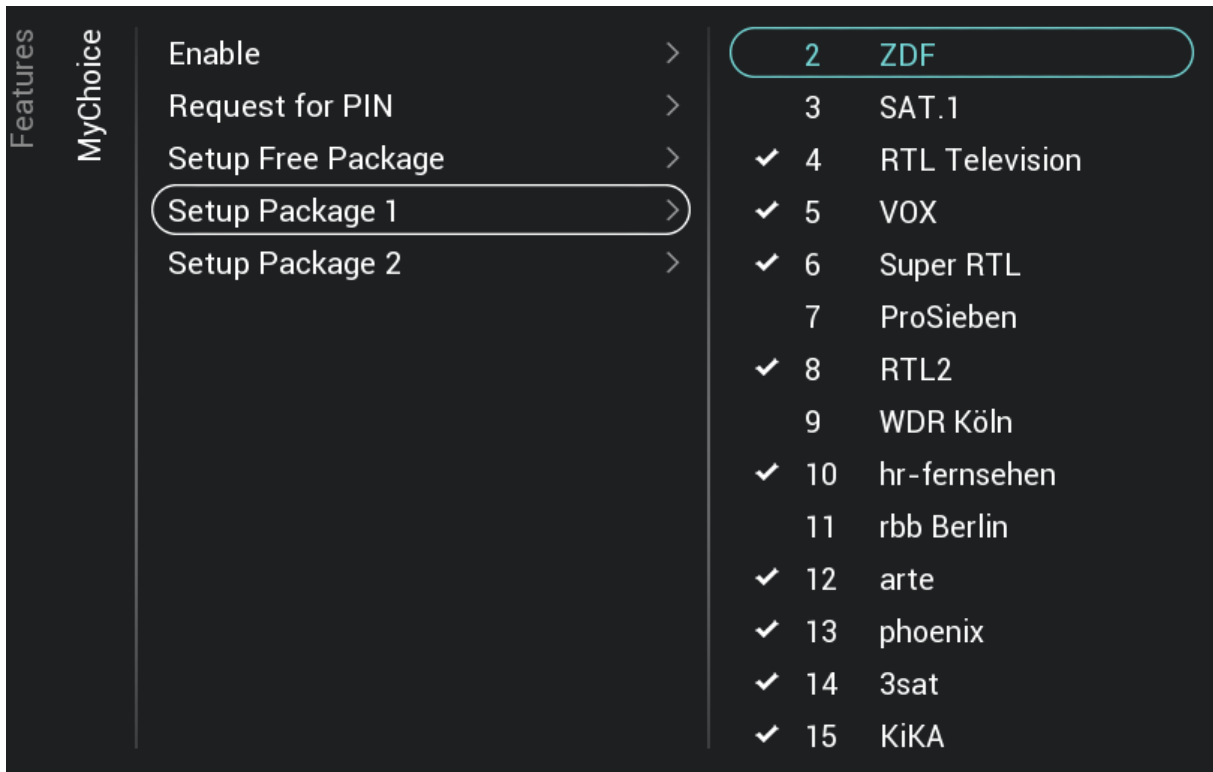 Features
MyChoice
Enable
Request for PIN
Setup Free Package
Setup Package 1
Setup Package 2
2 ZDF
3 SAT.1
4 RTL Television
5 VOX
6 Super RTL
7 ProSieben
8 RTL2
9 WDR Köln
10 hr-fernsehen
11 rbb Berlin
12 arte
13 phoenix
14 3sat
15 KiKA